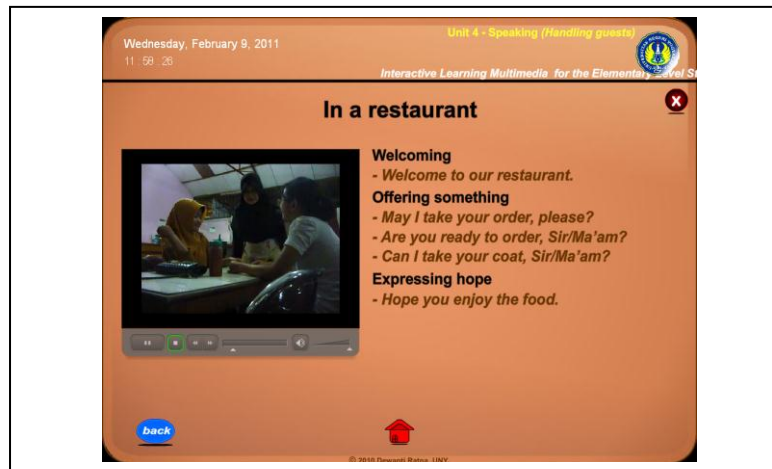 Wednesday, February 9, 2011
Unit 4 - Speaking (Handling guests)
11 : 58 : 26
Interactive Learning Multimedia for the Elementary Level St
In a restaurant
X
Welcoming
- Welcome to our restaurant.
Offering something
- May I take your order, please?
- Are you ready to order, Sir/Ma'am?
- Can I take your coat, Sir/Ma'am?
Expressing hope
- Hope you enjoy the food.
back
© 2010 Dewanti Ratna, UNY